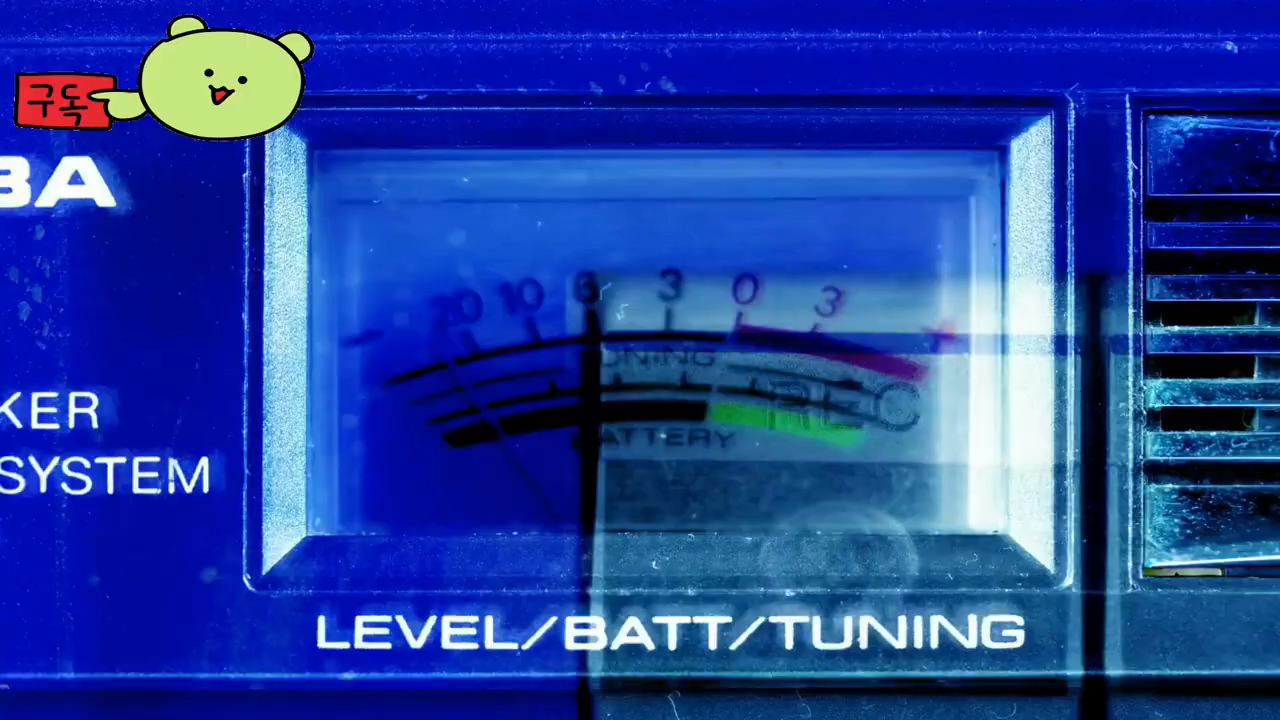 구독
BA
20 10 6 3 0 3 +
TUNING
REC
BATTERY
KER
SYSTEM
LEVEL/BATT/TUNING